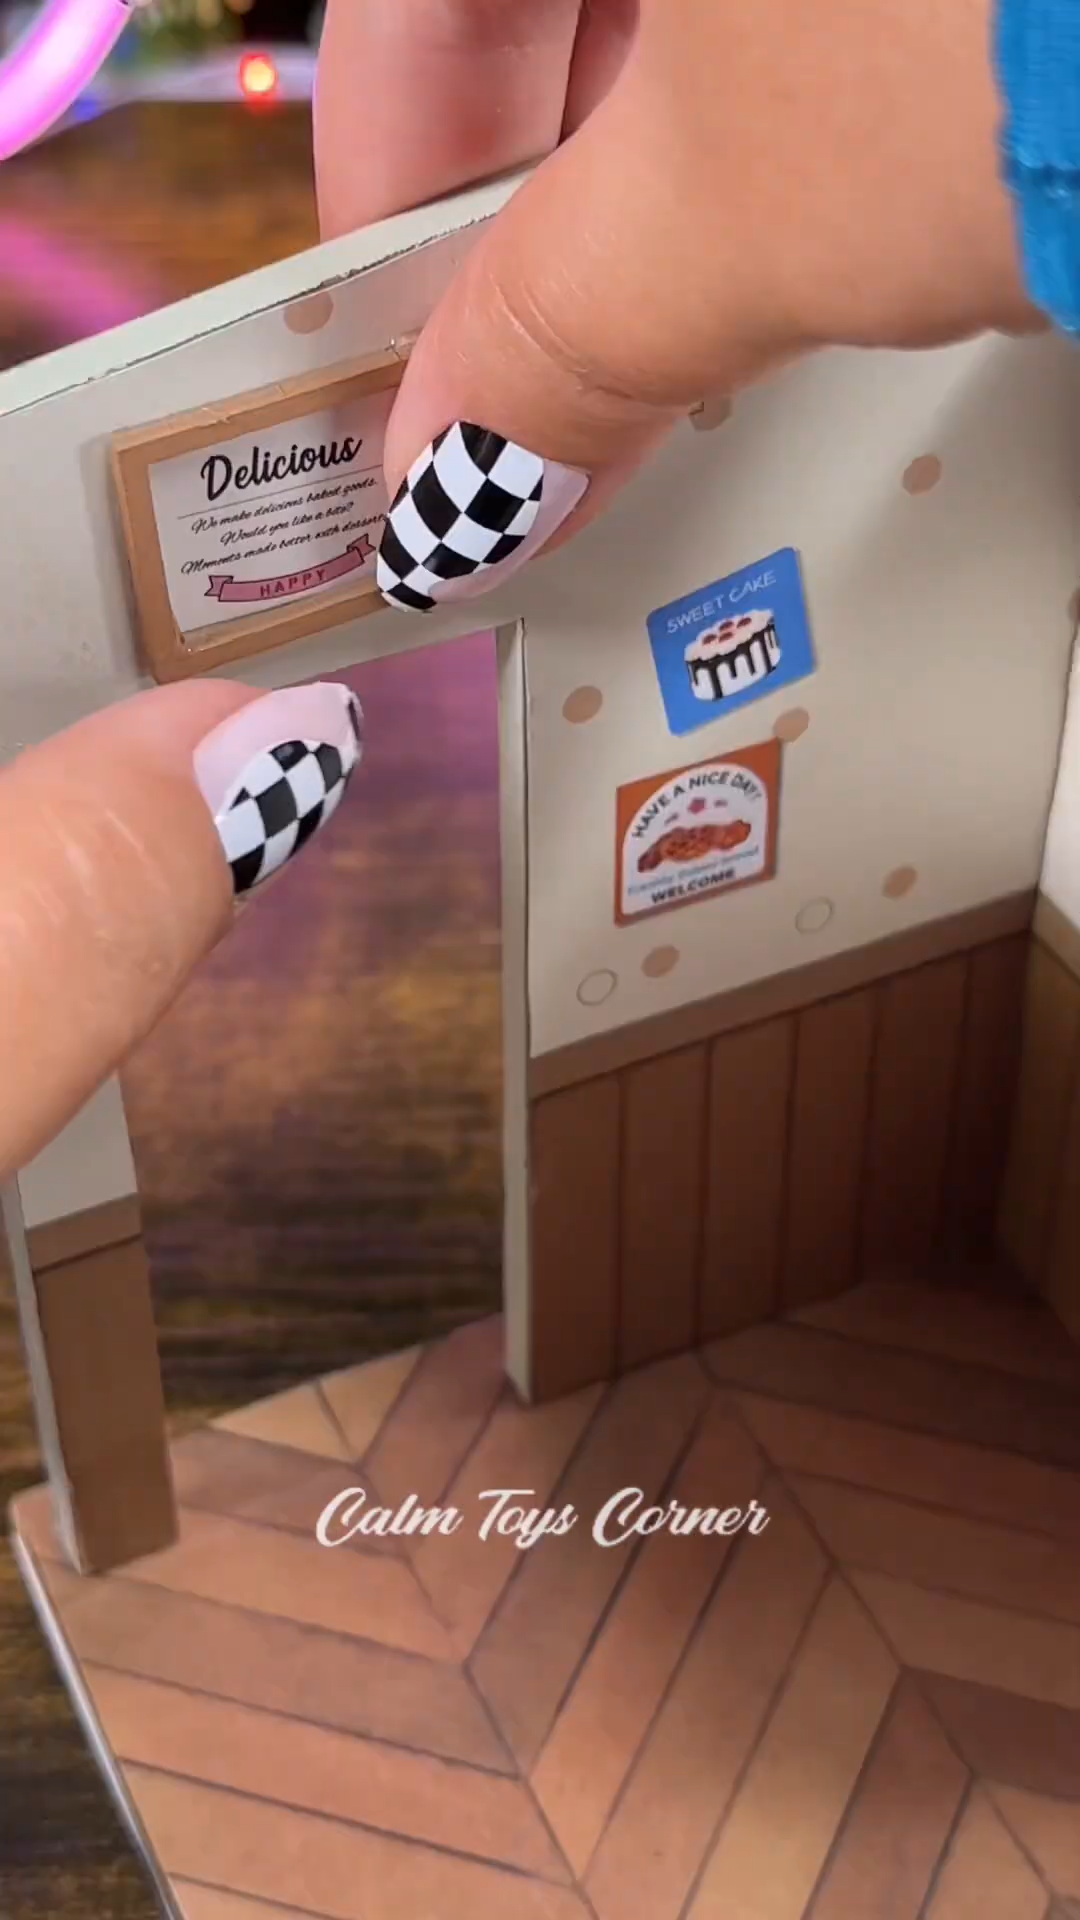 Delicious
We make delicious baked goods.
Would you like a bite?
Moments made better with dessert
HAPPY
SWEET CAKE
HAVE A NICE DAY!
WELCOME
Calm Toys Corner